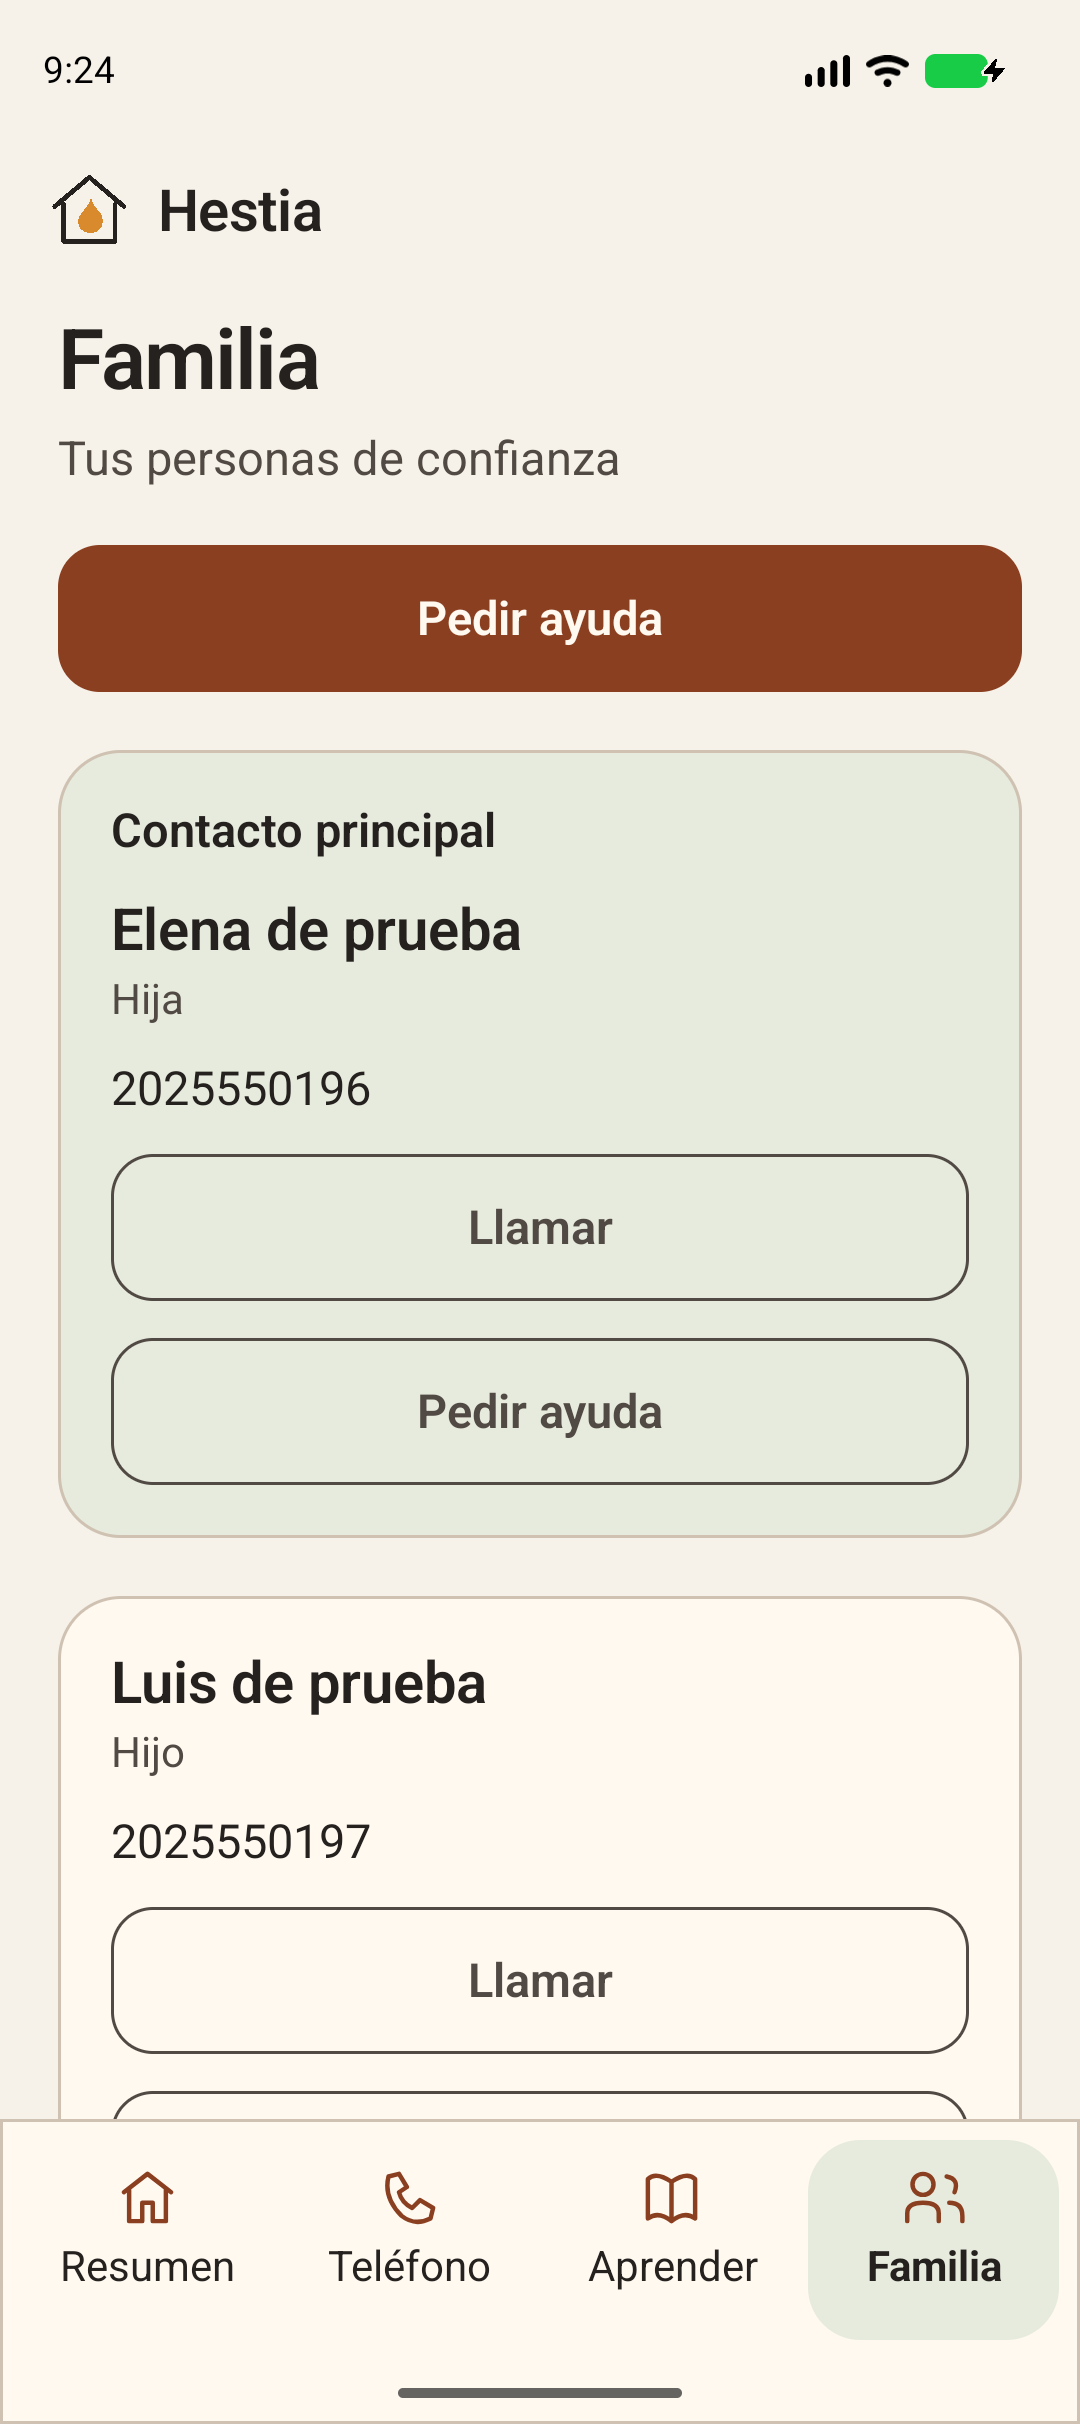 9:24
Hestia
Familia
Tus personas de confianza
Pedir ayuda
Contacto principal
Elena de prueba
Hija
2025550196
Llamar
Pedir ayuda
Luis de prueba
Hijo
2025550197
Llamar
Resumen
Teléfono
Aprender
Familia